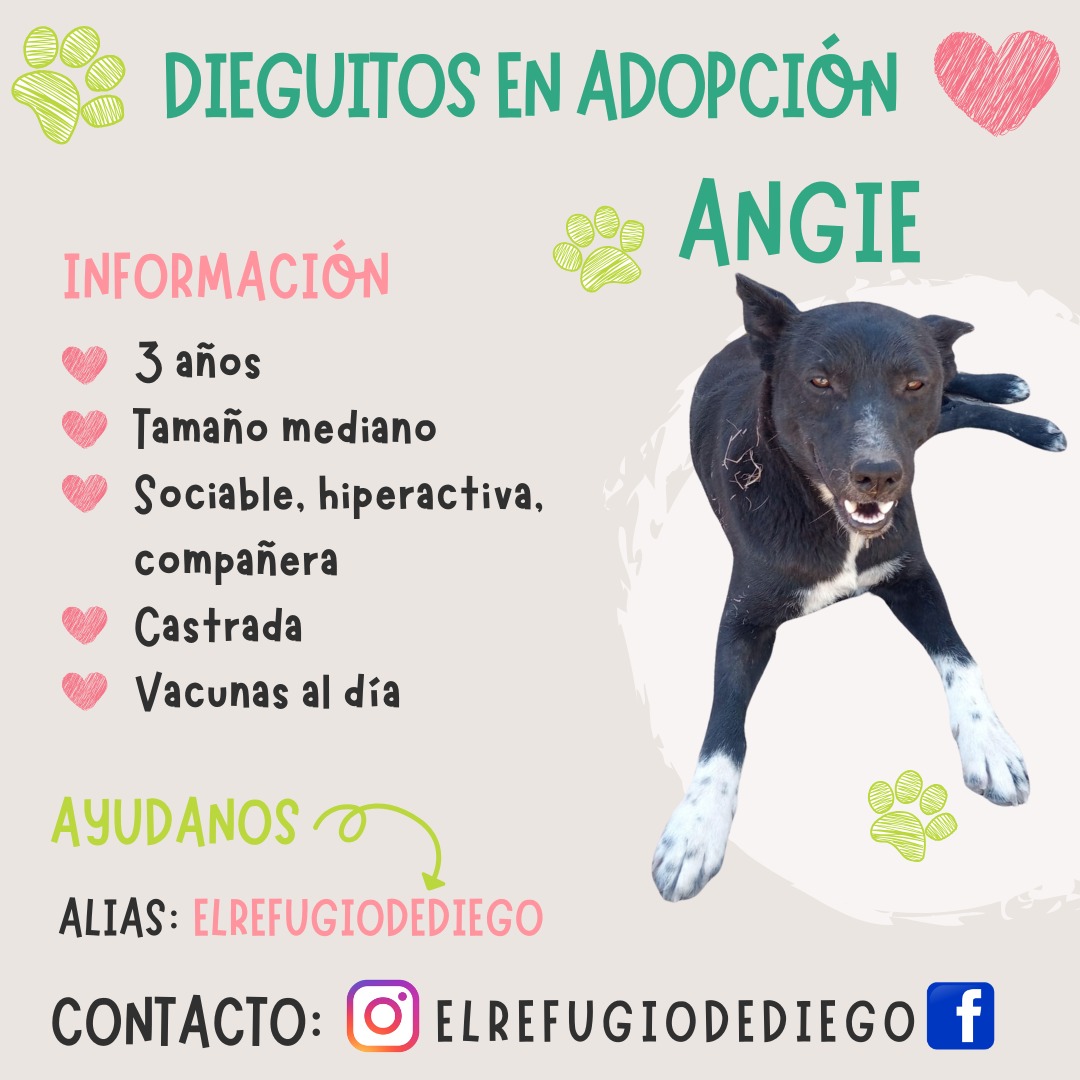 DIEGUITOS EN ADOPCIÓN
ANGIE
INFORMACIÓN
3 años
Tamaño mediano
Sociable, hiperactiva,
compañera
Castrada
Vacunas al día
AYUDANOS
ALIAS: ELREFUGIODEDIEGO
CONTACTO: ELREFUGIODEDIEGO